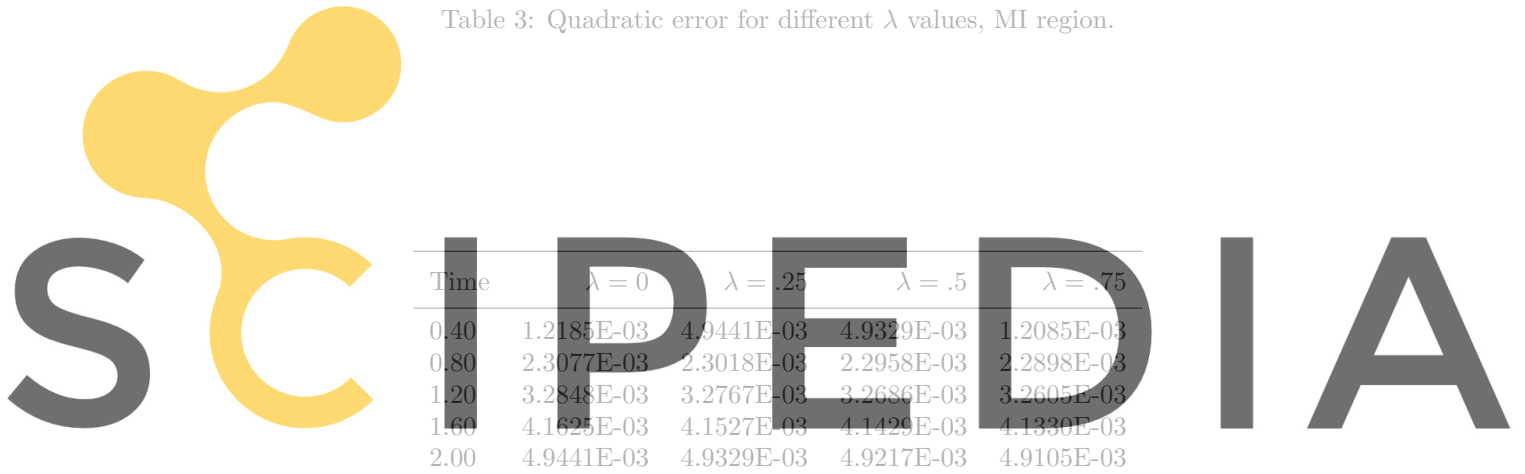 Table 3: Quadratic error for different λ values, MI region.
SCIPEDIA
Time λ = 0 λ = .25 λ = .5 λ = .75
0.40 1.2185E-03 4.9441E-03 4.9329E-03 1.2085E-03
0.80 2.3077E-03 2.3018E-03 2.2958E-03 2.2898E-03
1.20 3.2848E-03 3.2767E-03 3.2686E-03 3.2605E-03
1.60 4.1625E-03 4.1527E-03 4.1429E-03 4.1330E-03
2.00 4.9441E-03 4.9329E-03 4.9217E-03 4.9105E-03